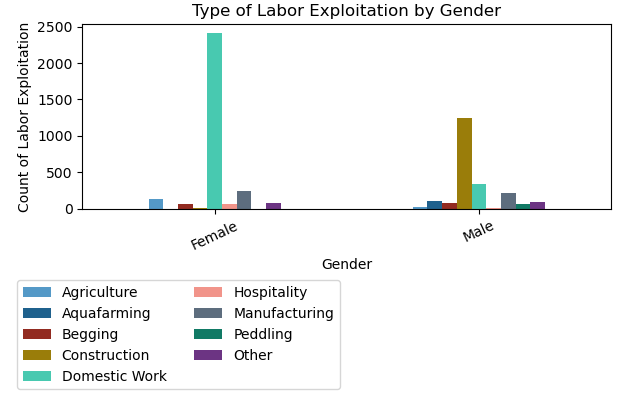 Type of Labor Exploitation by Gender
Count of Labor Exploitation
2500
2000
1500
1000
500
0
Female
Male
Gender
Agriculture
Aquafarming
Begging
Construction
Domestic Work
Hospitality
Manufacturing
Peddling
Other